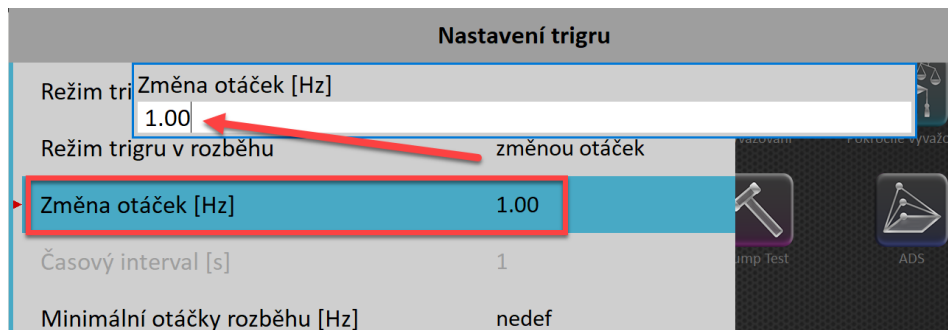 Nastavení trigru
Režim tri
Změna otáček [Hz]
1.00
Režim trigru v rozběhu změnou otáček
Změna otáček [Hz] 1.00
Časový interval [s] 1
Minimální otáčky rozběhu [Hz] nedef
ump Test
ADS